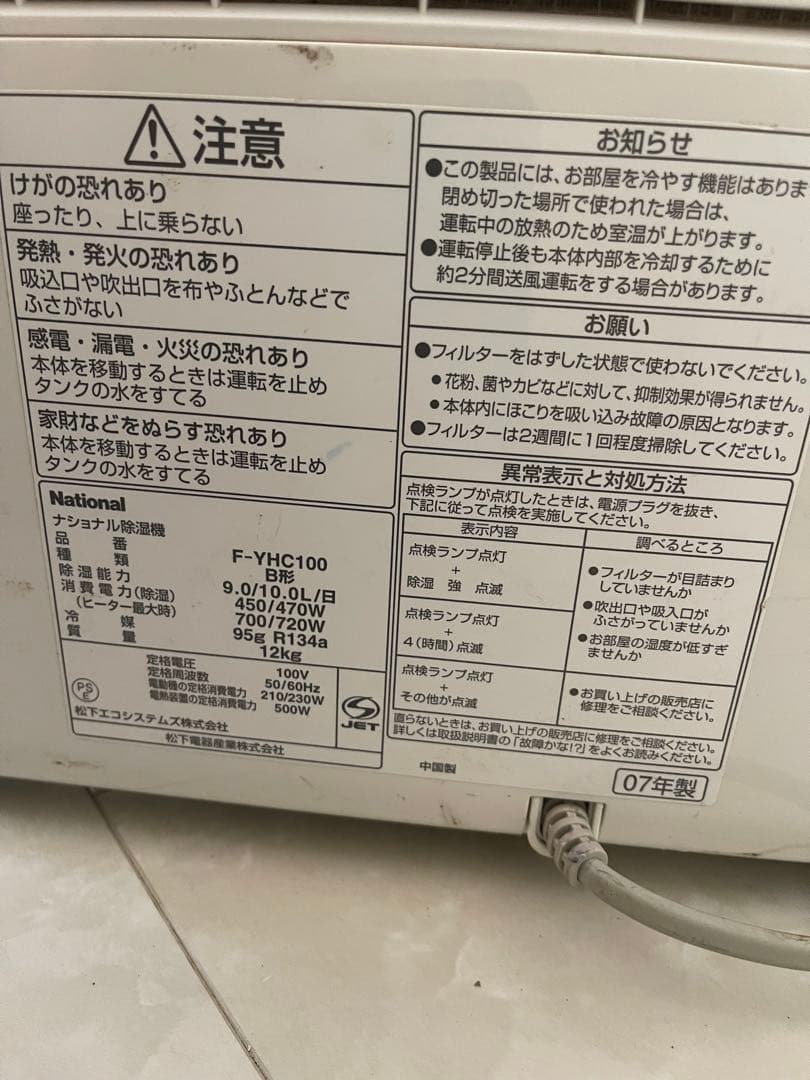 注意
けがの恐れあり
座ったり、上に乗らない
発熱・発火の恐れあり
吸込口や吹出口を布やふとんなどで
ふさがない
感電・漏電・火災の恐れあり
本体を移動するときは運転を止め
タンクの水をすてる
家財などをぬらす恐れあり
本体を移動するときは運転を止め
タンクの水をすてる
National
ナショナル除湿機
品番 F-YHC100
種類 B形
除湿能力 9.0/10.0L/日
消費電力(除湿) 450/470W
(ヒーター最大時) 700/720W
冷媒 95g R134a
質量 12kg
定格電圧 100V
定格周波数 50/60Hz
電動機の定格消費電力 210/230W
電熱装置の定格消費電力 500W
PS
E
JET
松下エコシステムズ株式会社
松下電器産業株式会社
お知らせ
●この製品には、お部屋を冷やす機能はありま
閉め切った場所で使われた場合は、
運転中の放熱のため室温が上がります。
●運転停止後も本体内部を冷却するために
約2分間送風運転をする場合があります。
お願い
●フィルターをはずした状態で使わないでください。
●花粉、菌やカビなどに対して、抑制効果が得られません。
●本体内にほこりを吸い込み故障の原因となります。
●フィルターは2週間に1回程度掃除してください。
異常表示と対処方法
点検ランプが点灯したときは、電源プラグを抜き、
下記に従って点検を実施してください。
表示内容 調べるところ
点検ランプ点灯
+
除湿 強 点滅
点検ランプ点灯
+
4(時間)点滅
●フィルターが目詰まり
していませんか
●吹出口や吸入口が
ふさがっていませんか
●お部屋の湿度が低すぎ
ませんか
点検ランプ点灯
+
その他が点滅
●お買い上げの販売店に
修理をご相談ください。
直らないときは、お買い上げの販売店に修理をご相談ください。
詳しくは取扱説明書の「故障かな!?」をよくお読みください。
中国製
07年製